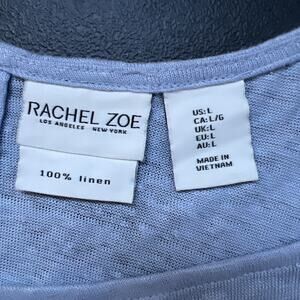 RACHEL ZOE
LOS ANGELES NEW YORK
100% linen
US: L
CA: L/G
UK: L
EU: L
AU: L
MADE IN
VIETNAM